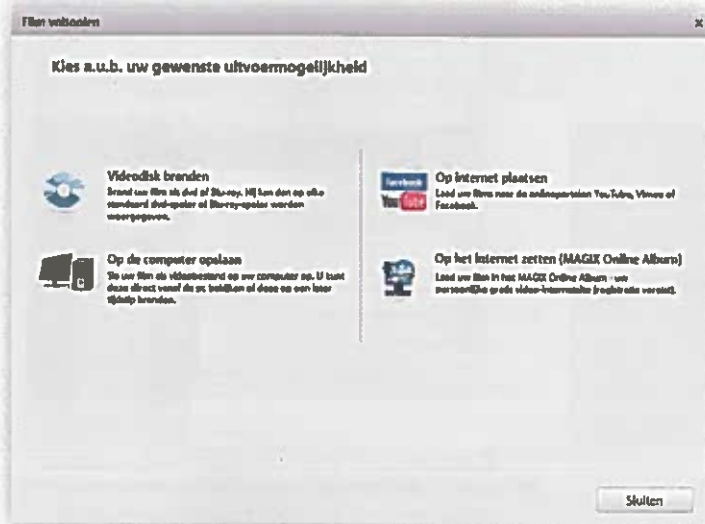 Film voltooien
Kies a.u.b. uw gewenste uitvoermogelijkheid
Videodisk branden
Brand uw film als dvd of Blu-ray. Hij kan dan op elke
standaard dvd-speler of Blu-ray-speler worden
weergegeven.
Op de computer opslaan
Sla uw film als videobestand op uw computer op. U kunt
deze direct vanaf de pc bekijken of deze op een later
tijdstip branden.
Facebook
YouTube
Op internet plaatsen
Laad uw films naar de onlineportalen YouTube, Vimeo of
Facebook.
Op het Internet zetten (MAGIX Online Album)
Laad uw film in het MAGIX Online Album - uw
persoonlijke gratis video-internetsite (registratie vereist).
Sluiten